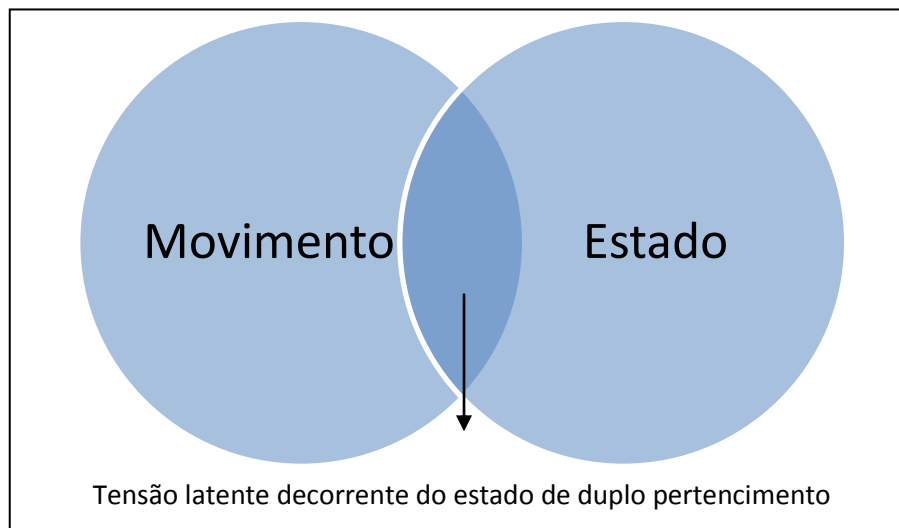 Movimento
Estado
Tensão latente decorrente do estado de duplo pertencimento